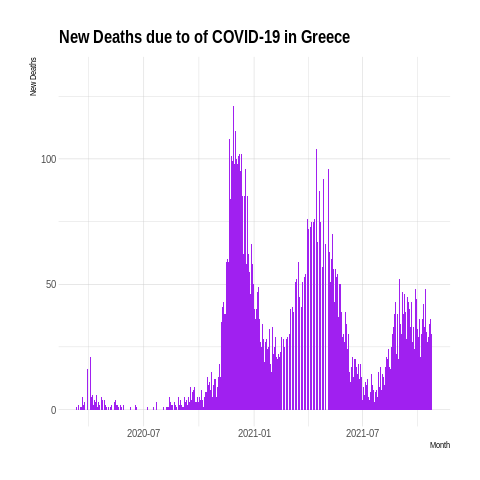 New Deaths due to of COVID-19 in Greece
New Deaths
100
50
0
2020-07 2021-01 2021-07
Month